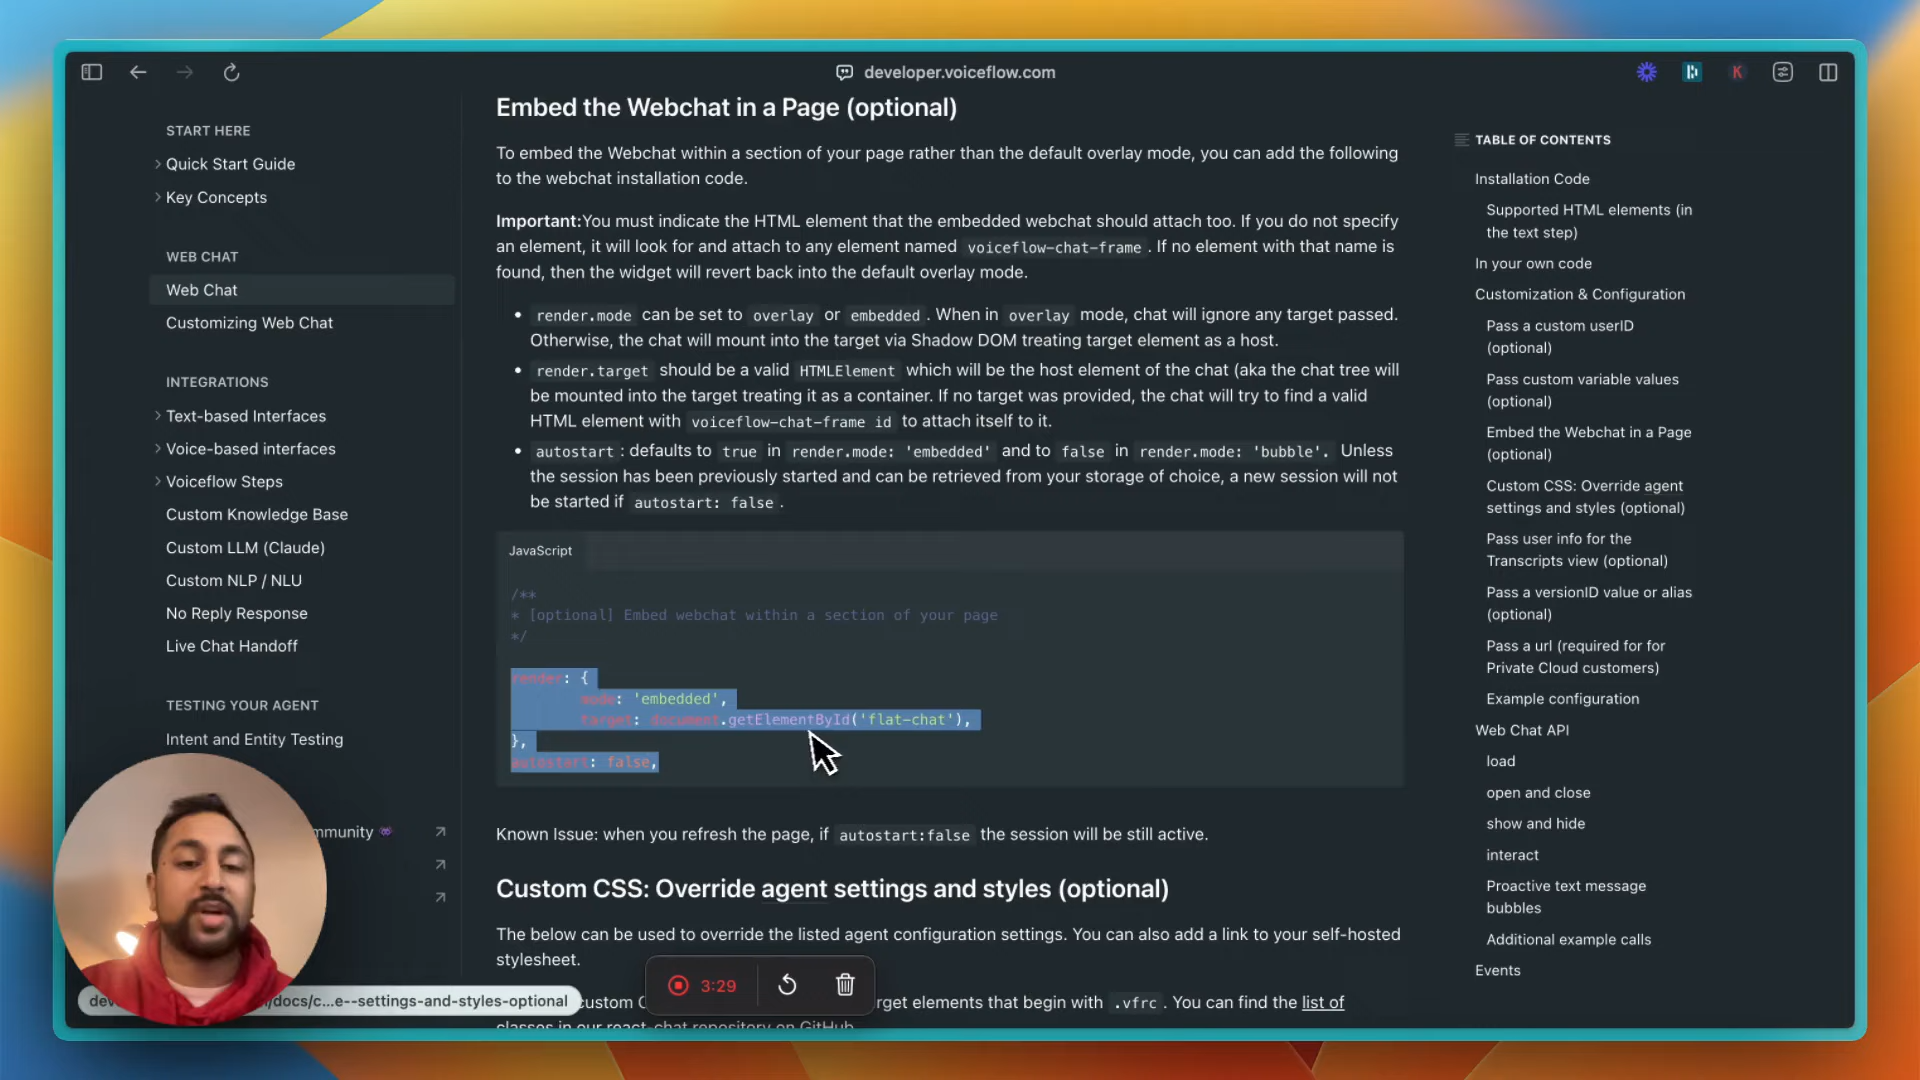 developer.voiceflow.com
K
START HERE
Quick Start Guide
Key Concepts
WEB CHAT
Web Chat
Customizing Web Chat
INTEGRATIONS
Text-based Interfaces
Voice-based interfaces
Voiceflow Steps
Custom Knowledge Base
Custom LLM (Claude)
Custom NLP / NLU
No Reply Response
Live Chat Handoff
TESTING YOUR AGENT
Intent and Entity Testing
mmunity
Embed the Webchat in a Page (optional)
To embed the Webchat within a section of your page rather than the default overlay mode, you can add the following
to the webchat installation code.
Important:You must indicate the HTML element that the embedded webchat should attach too. If you do not specify
an element, it will look for and attach to any element named voiceflow-chat-frame . If no element with that name is
found, then the widget will revert back into the default overlay mode.
• render.mode can be set to overlay or embedded . When in overlay mode, chat will ignore any target passed.
Otherwise, the chat will mount into the target via Shadow DOM treating target element as a host.
• render.target should be a valid HTMLElement which will be the host element of the chat (aka the chat tree will
be mounted into the target treating it as a container. If no target was provided, the chat will try to find a valid
HTML element with voiceflow-chat-frame id to attach itself to it.
• autostart : defaults to true in render.mode: 'embedded' and to false in render.mode: 'bubble'. Unless
the session has been previously started and can be retrieved from your storage of choice, a new session will not
be started if autostart: false .
JavaScript
/**
* [optional] Embed webchat within a section of your page
*/
render: {
mode: 'embedded',
target: document.getElementById('flat-chat'),
},
autostart: false,
Known Issue: when you refresh the page, if autostart:false the session will be still active.
Custom CSS: Override agent settings and styles (optional)
The below can be used to override the listed agent configuration settings. You can also add a link to your self-hosted
stylesheet.
custom C
rget elements that begin with .vfrc . You can find the list of
classes in our react-chat repository on GitHub
3:29
dev
/docs/c...e--settings-and-styles-optional
TABLE OF CONTENTS
Installation Code
Supported HTML elements (in
the text step)
In your own code
Customization & Configuration
Pass a custom userID
(optional)
Pass custom variable values
(optional)
Embed the Webchat in a Page
(optional)
Custom CSS: Override agent
settings and styles (optional)
Pass user info for the
Transcripts view (optional)
Pass a versionID value or alias
(optional)
Pass a url (required for for
Private Cloud customers)
Example configuration
Web Chat API
load
open and close
show and hide
interact
Proactive text message
bubbles
Additional example calls
Events